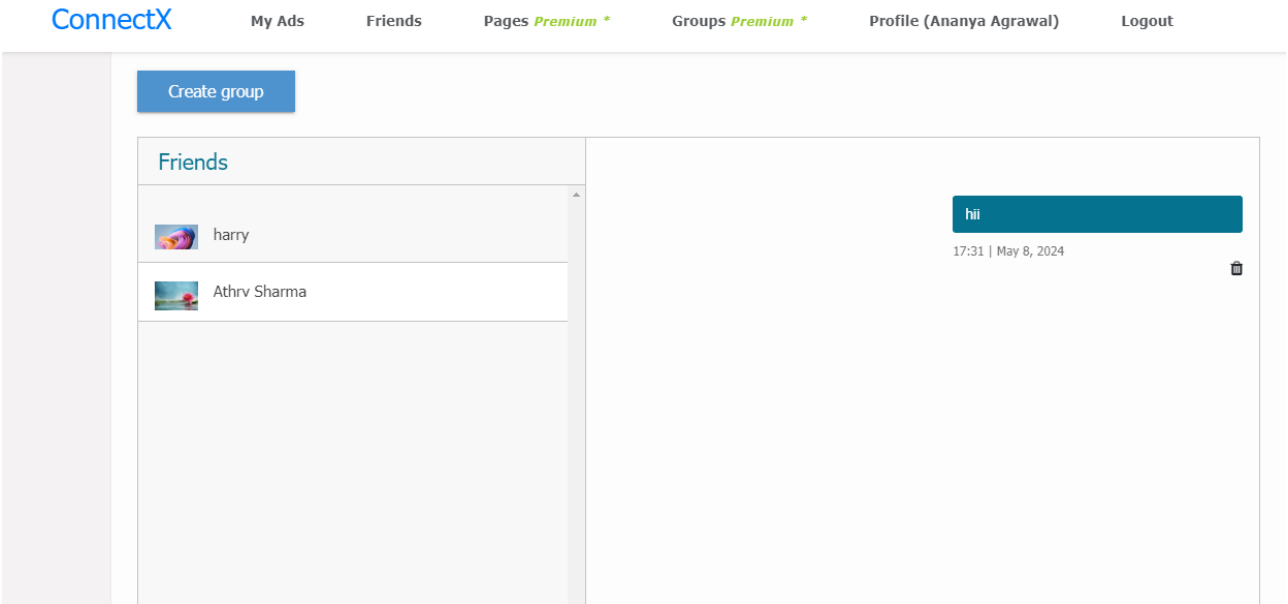 ConnectX My Ads Friends Pages Premium * Groups Premium * Profile (Ananya Agrawal) Logout
Create group
Friends
harry
Athrv Sharma
hii
17:31 | May 8, 2024